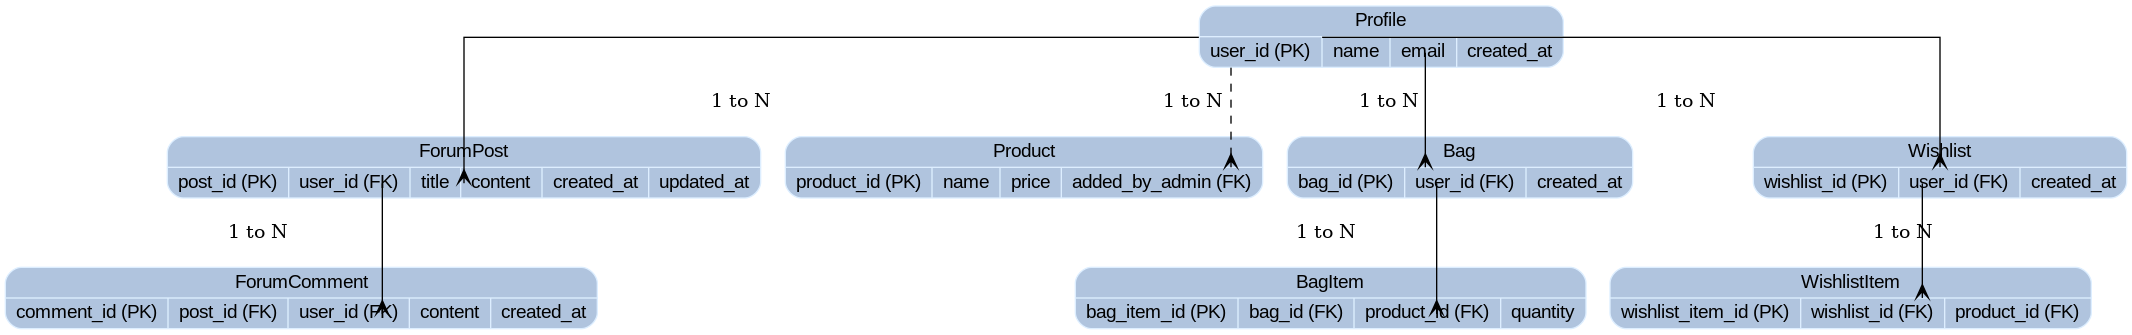 Profile
user_id (PK) name email created_at
1 to N 1 to N 1 to N 1 to N
ForumPost Product Bag Wishlist
post_id (PK) user_id (FK) title content created_at updated_at product_id (PK) name price added_by_admin (FK) bag_id (PK) user_id (FK) created_at wishlist_id (PK) user_id (FK) created_at
1 to N 1 to N 1 to N
ForumComment BagItem WishlistItem
comment_id (PK) post_id (FK) user_id (FK) content created_at bag_item_id (PK) bag_id (FK) product_id (FK) quantity wishlist_item_id (PK) wishlist_id (FK) product_id (FK)